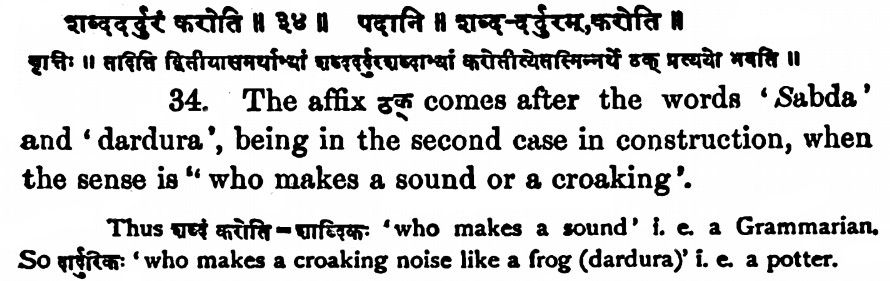 शब्ददर्दुरं करोति ॥ ३४ ॥ पदानि ॥ शब्द-दर्दुरम्,करोति ॥
वृत्तिः ॥ तदिति द्वितीयासमर्थाभ्यां शब्ददर्दुरशब्दाभ्यां करोतीत्येतस्मिन्नर्थे ठक् प्रत्ययो भवति ॥
34. The affix ठक् comes after the words ‘Sabda’
and ‘dardura’, being in the second case in construction, when
the sense is “ who makes a sound or a croaking’.
Thus शब्दं करोति=शाब्दिकः ‘who makes a sound’ i. e. a Grammarian.
So दार्दुरिकः ‘who makes a croaking noise like a frog (dardura)’ i. e. a potter.